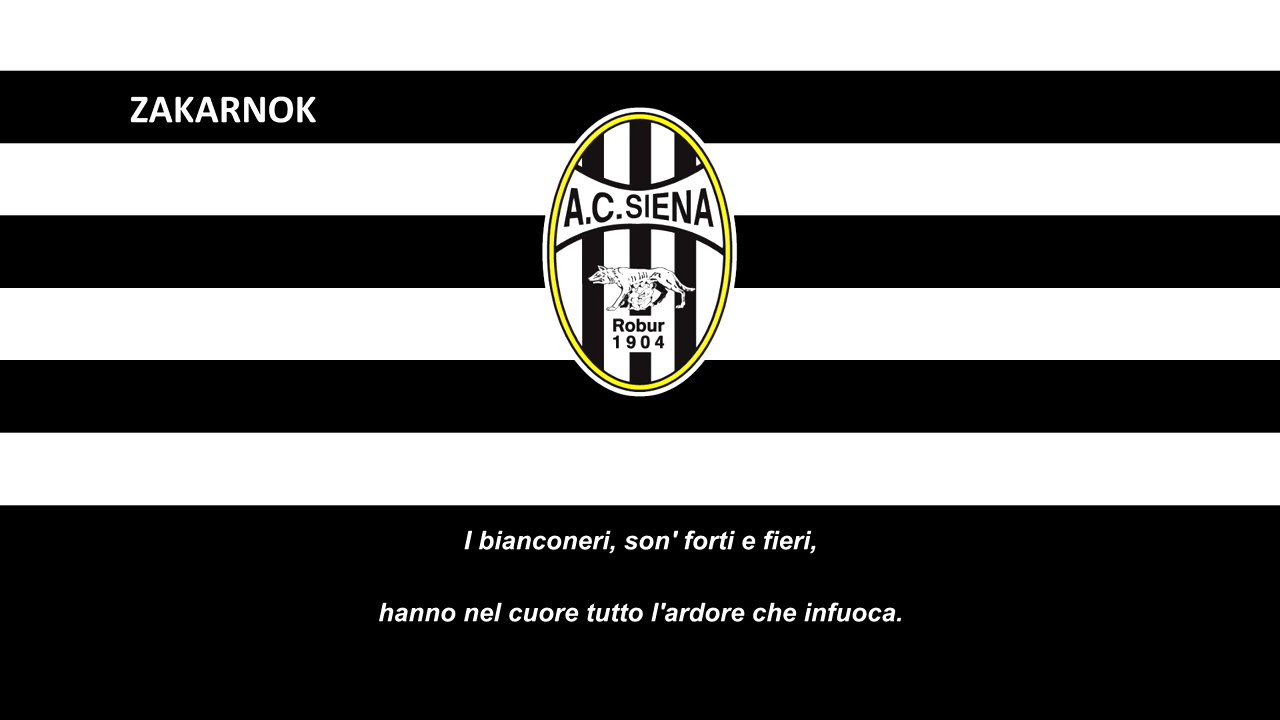 ZAKARNOK
A.C.SIENA
Robur
1904
I bianconeri, son' forti e fieri,
hanno nel cuore tutto l'ardore che infuoca.